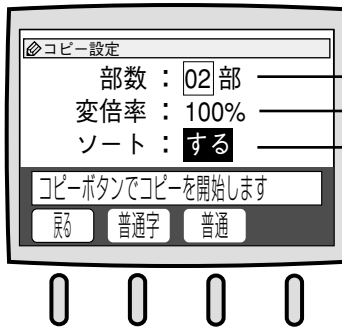 コピー設定
部数 : 02 部
変倍率 : 100%
ソート : する
コピーボタンでコピーを開始します
戻る 普通字 普通